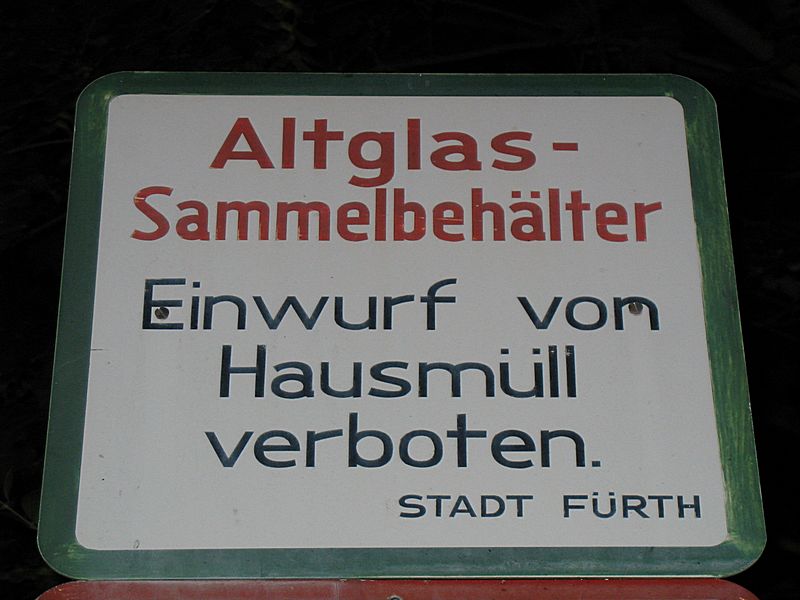 Altglas-
Sammelbehälter
Einwurf von
Hausmüll
verboten.
STADT FÜRTH